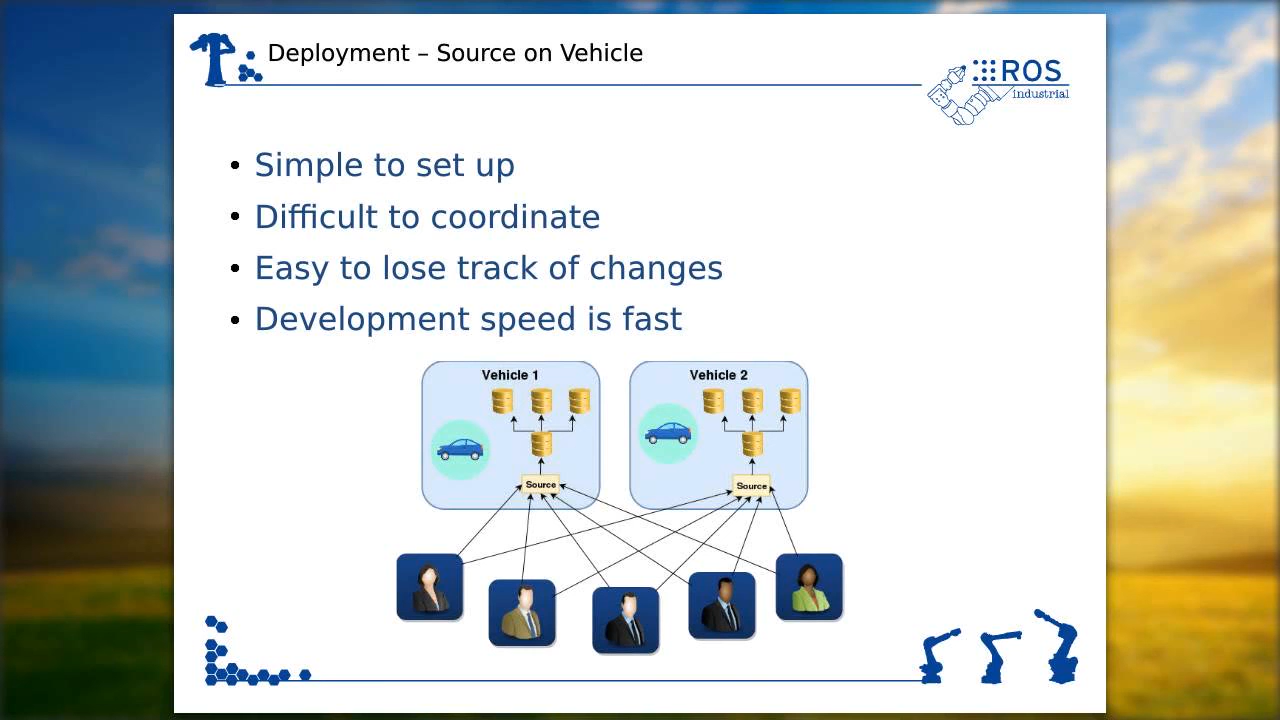 Deployment – Source on Vehicle
ROS
industrial
• Simple to set up
• Difficult to coordinate
• Easy to lose track of changes
• Development speed is fast
Vehicle 1
Vehicle 2
Source
Source